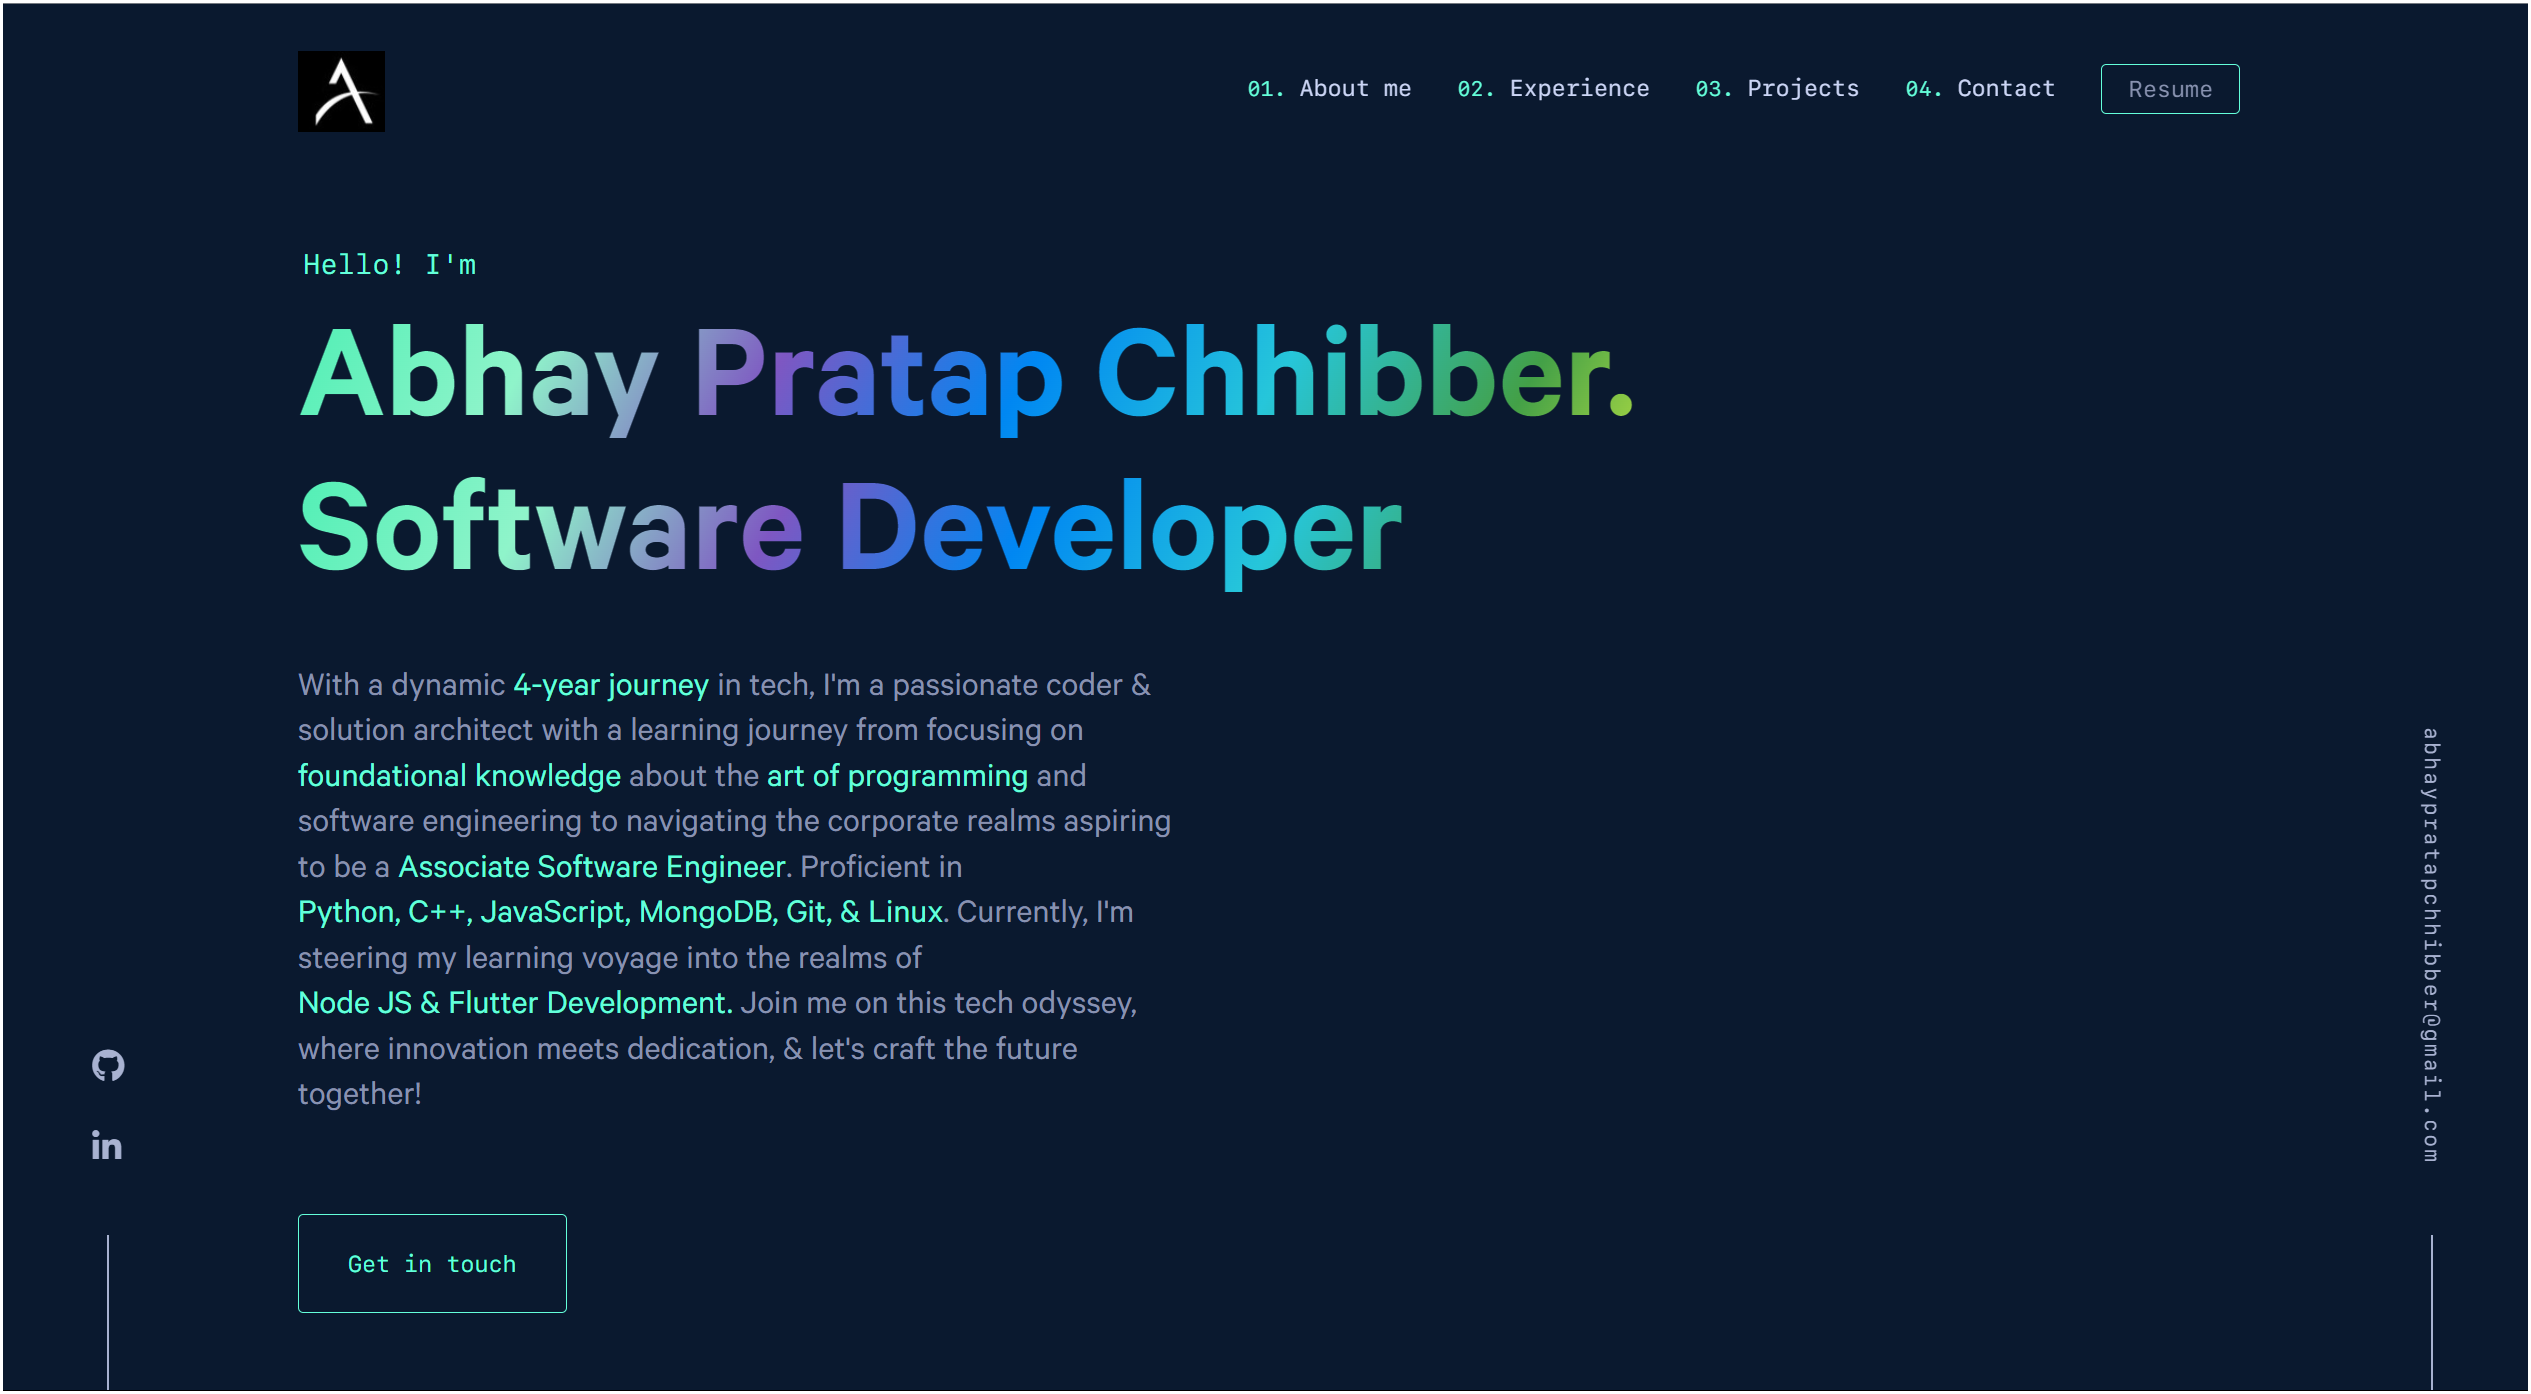 01. About me 02. Experience 03. Projects 04. Contact Resume
Hello! I'm
Abhay Pratap Chhibber.
Software Developer
With a dynamic 4-year journey in tech, I'm a passionate coder &
solution architect with a learning journey from focusing on
foundational knowledge about the art of programming and
software engineering to navigating the corporate realms aspiring
to be a Associate Software Engineer. Proficient in
Python, C++, JavaScript, MongoDB, Git, & Linux. Currently, I'm
steering my learning voyage into the realms of
Node JS & Flutter Development. Join me on this tech odyssey,
where innovation meets dedication, & let's craft the future
together!
Get in touch
abhaypratapchhibber@gmail.com